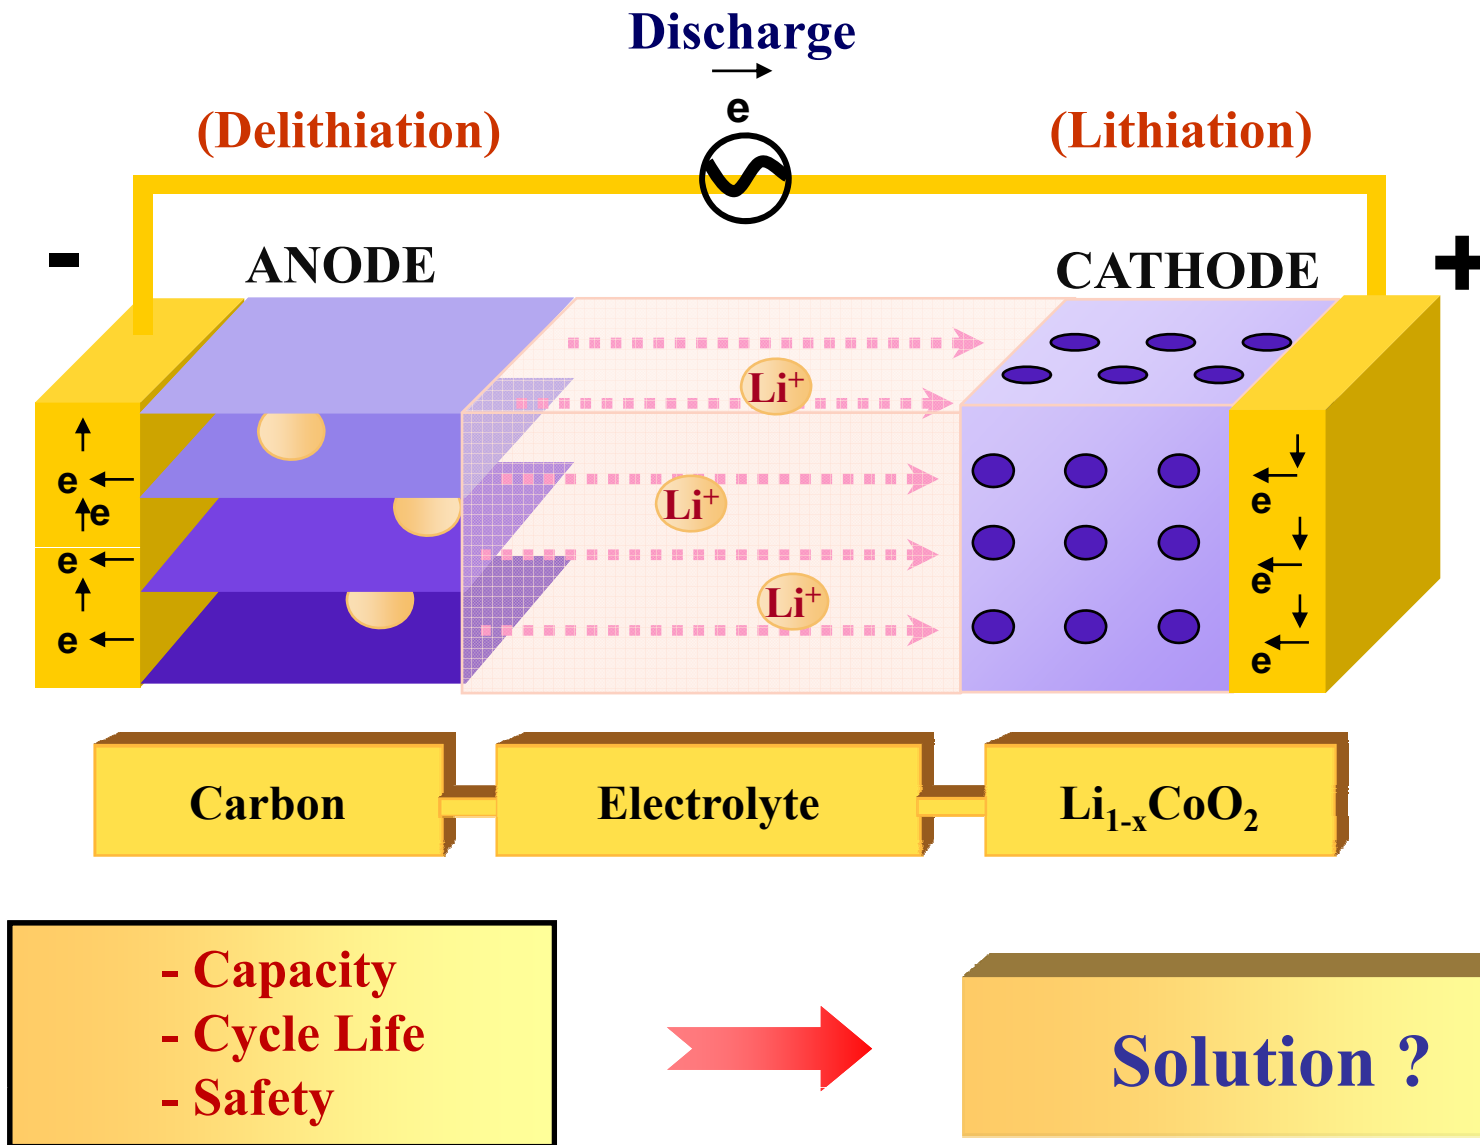 Discharge
e
(Delithiation)
(Lithiation)
-
ANODE
CATHODE
+
Li⁺
Li⁺
Li⁺
e
e
e
e
e
e
e
Carbon
Electrolyte
Li₁₋ₓCoO₂
- Capacity
- Cycle Life
- Safety
Solution ?